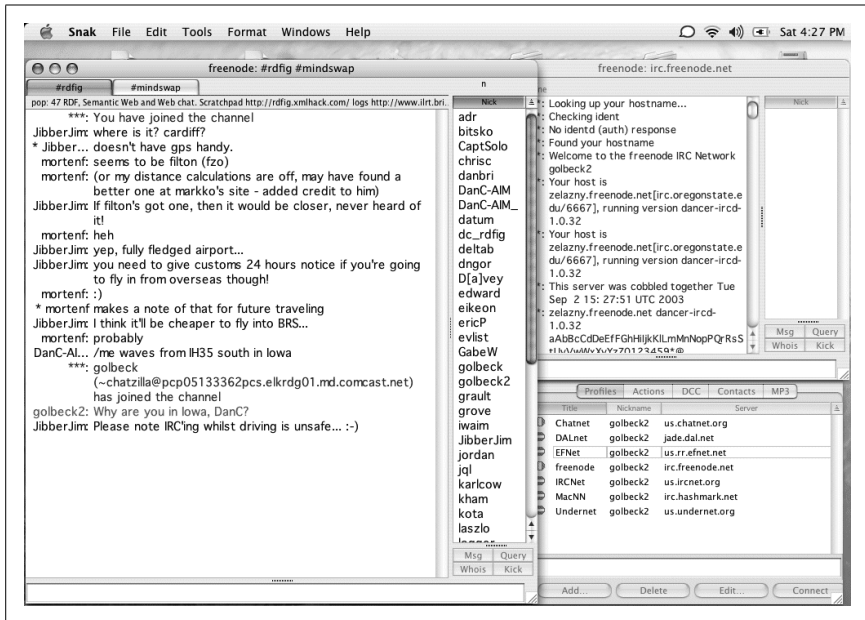 Snak File Edit Tools Format Windows Help
Sat 4:27 PM
freenode: #rdfig #mindswap
#rdfig
#mindswap
n
pop: 47 RDF, Semantic Web and Web chat. Scratchpad http://rdfig.xmlhack.com/ logs http://www.ilrt.bri..
***: You have joined the channel
JibberJim: where is it? cardiff?
* Jibber... doesn't have gps handy.
mortenf: seems to be filton (fzo)
mortenf: (or my distance calculations are off, may have found a
better one at markko's site - added credit to him)
JibberJim: If filton's got one, then it would be closer, never heard of
it!
mortenf: heh
JibberJim: yep, fully fledged airport...
JibberJim: you need to give customs 24 hours notice if you're going
to fly in from overseas though!
mortenf: :)
* mortenf makes a note of that for future traveling
JibberJim: I think it'll be cheaper to fly into BRS...
mortenf: probably
DanC-AI... /me waves from IH35 south in Iowa
***: golbeck
(~chatzilla@pcp05133362pcs.elkrdg01.md.comcast.net)
has joined the channel
golbeck2: Why are you in Iowa, DanC?
JibberJim: Please note IRC'ing whilst driving is unsafe... :-)
Nick
adr
bitsko
CaptSolo
chrisc
danbri
DanC-AIM
DanC-AIM_
datum
dc_rdfig
deltab
dngor
D[a]vey
edward
eikeon
ericP
evlist
GabeW
golbeck
golbeck2
grault
grove
iwaim
JibberJim
jordan
jql
karlcow
kham
kota
laszlo
logger
Msg Query
Whois Kick
freenode: irc.freenode.net
ne
Nick
*: Looking up your hostname...
*: Checking ident
*: No identd (auth) response
*: Found your hostname
*: Welcome to the freenode IRC Network
golbeck2
*: Your host is
zelazny.freenode.net[irc.oregonstate.e
du/6667], running version dancer-ircd-
1.0.32
*: Your host is
zelazny.freenode.net[irc.oregonstate.e
du/6667], running version dancer-ircd-
1.0.32
*: This server was cobbled together Tue
Sep 2 15: 27:51 UTC 2003
*: zelazny.freenode.net dancer-ircd-
1.0.32
Msg Query
Whois Kick
Profiles Actions DCC Contacts MP3
Title Nickname Server
Chatnet golbeck2 us.chatnet.org
DALnet golbeck2 jade.dal.net
EFNet golbeck2 us.rr.efnet.net
freenode golbeck2 irc.freenode.net
IRCNet golbeck2 us.ircnet.org
MacNN golbeck2 irc.hashmark.net
Undernet golbeck2 us.undernet.org
Add... Delete Edit... Connect